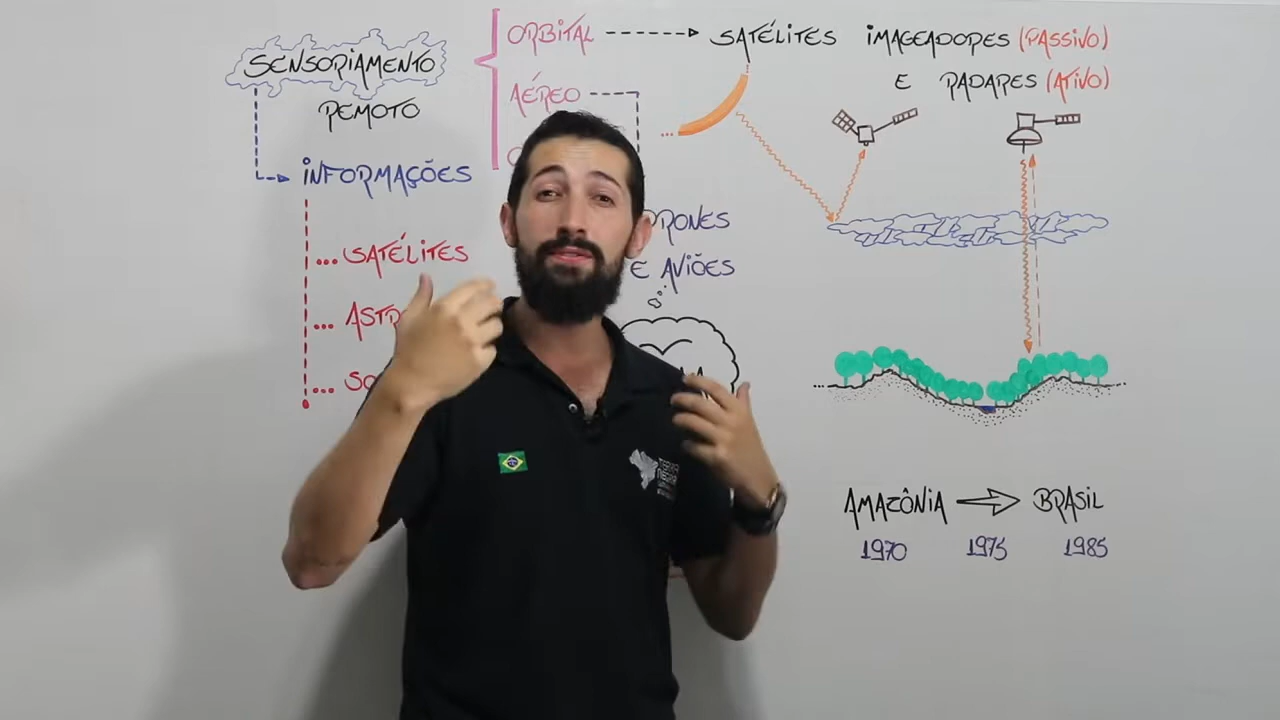 SENSORIAMENTO
REMOTO
INFORMAÇÕES
... SATÉLITES
ORBITAL
AÉREO
SATÉLITES IMAGEADORES (PASSIVO)
E RADARES (ATIVO)
DRONES
E AVIÕES
AMAZÔNIA BRASIL
1970 1975 1985